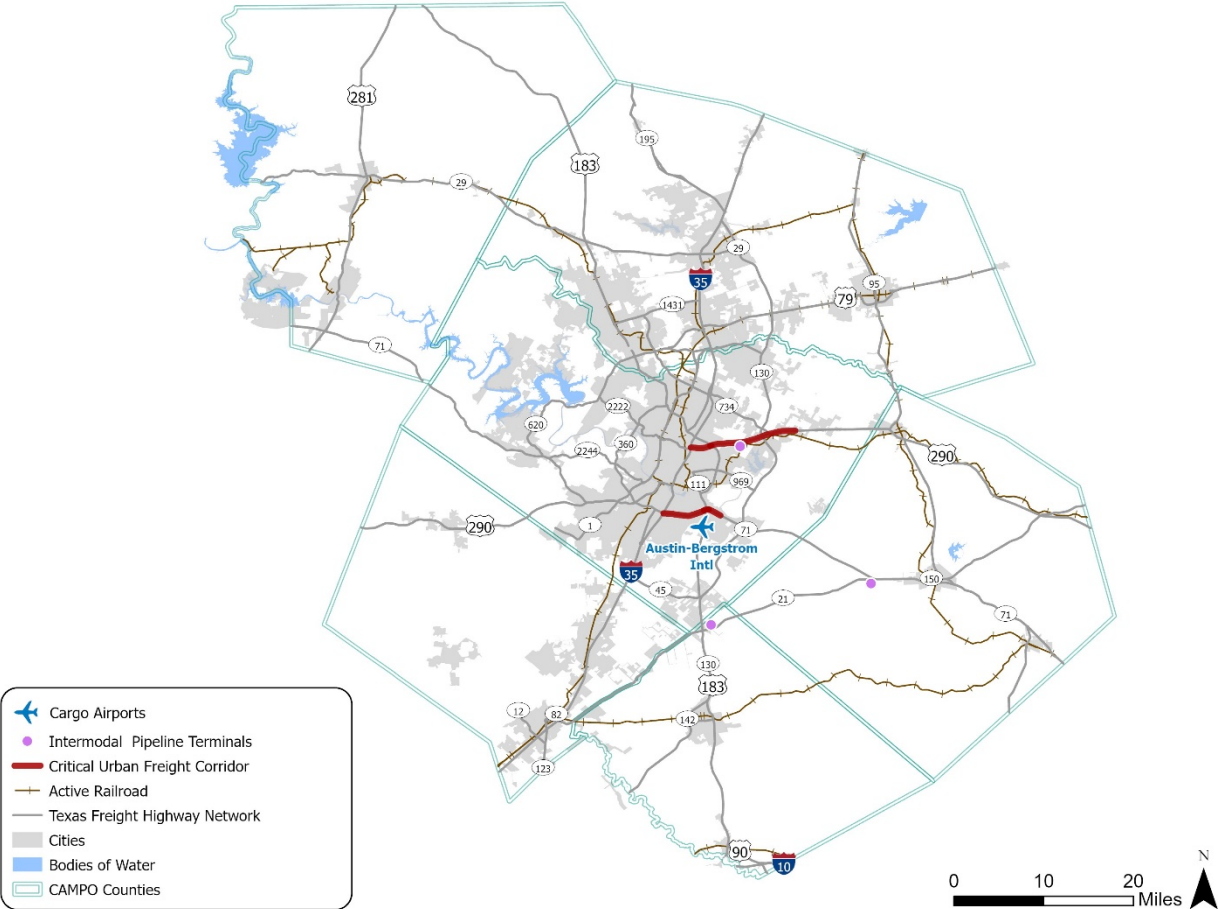 281
195
183
29
29
35
95
79
1431
71
130
2222
734
620
360
2244
290
111
969
290
1
71
Austin-Bergstrom
Intl
35
150
45
21
71
130
183
12
82
142
123
90
10
Cargo Airports
Intermodal Pipeline Terminals
Critical Urban Freight Corridor
Active Railroad
Texas Freight Highway Network
Cities
Bodies of Water
CAMPO Counties
N
0 10 20
Miles